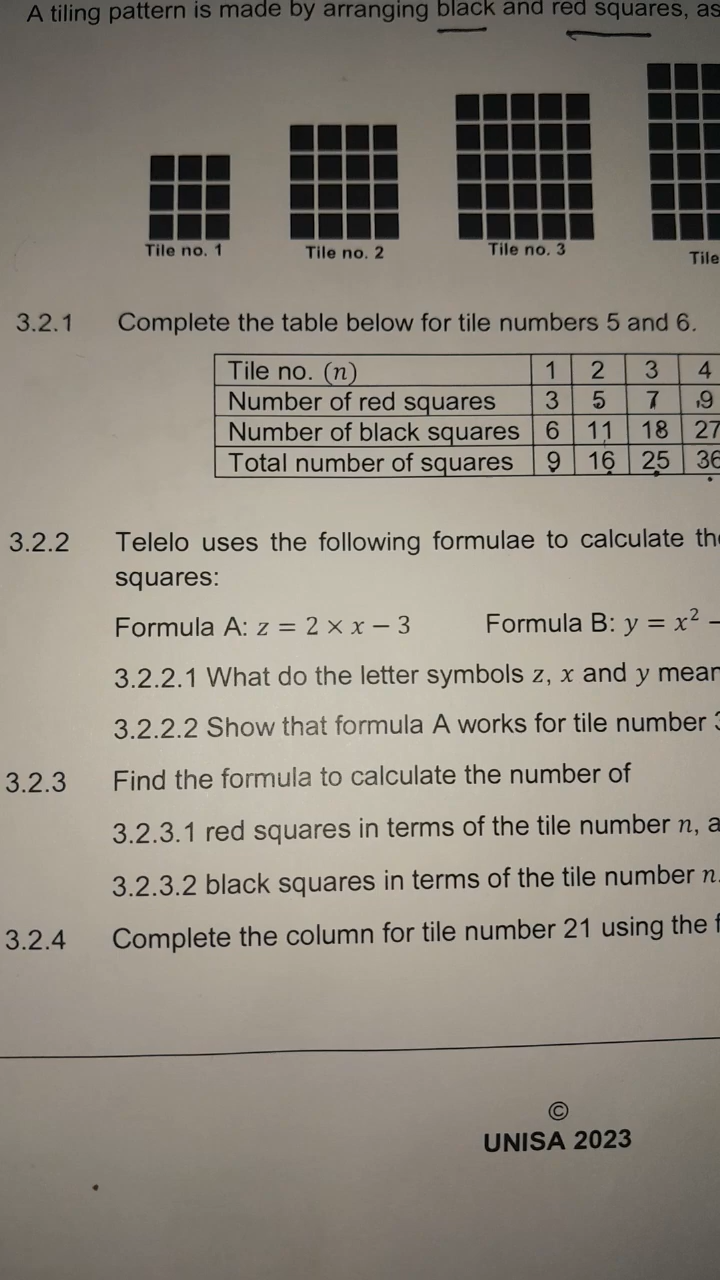 A tiling pattern is made by arranging black and red squares, as
Tile no. 1 Tile no. 2 Tile no. 3 Tile
3.2.1 Complete the table below for tile numbers 5 and 6.
Tile no. (n) 1 2 3 4
Number of red squares 3 5 7 9
Number of black squares 6 11 18 27
Total number of squares 9 16 25 36
3.2.2 Telelo uses the following formulae to calculate
squares:
Formula A: z = 2 × x − 3 Formula B: y = x² −
3.2.2.1 What do the letter symbols z, x and y mean
3.2.2.2 Show that formula A works for tile number 3
3.2.3 Find the formula to calculate the number of
3.2.3.1 red squares in terms of the tile number n, a
3.2.3.2 black squares in terms of the tile number n.
3.2.4 Complete the column for tile number 21 using the
©
UNISA 2023